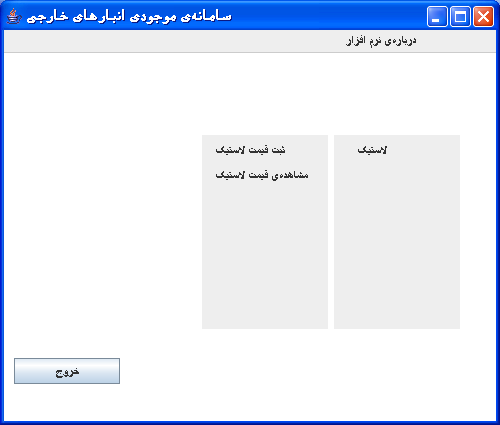 سامانه‌ی موجودی انبارهای خارجی
درباره‌ی نرم افزار
لاستیک
ثبت قیمت لاستیک
مشاهده‌ی قیمت لاستیک
خروج